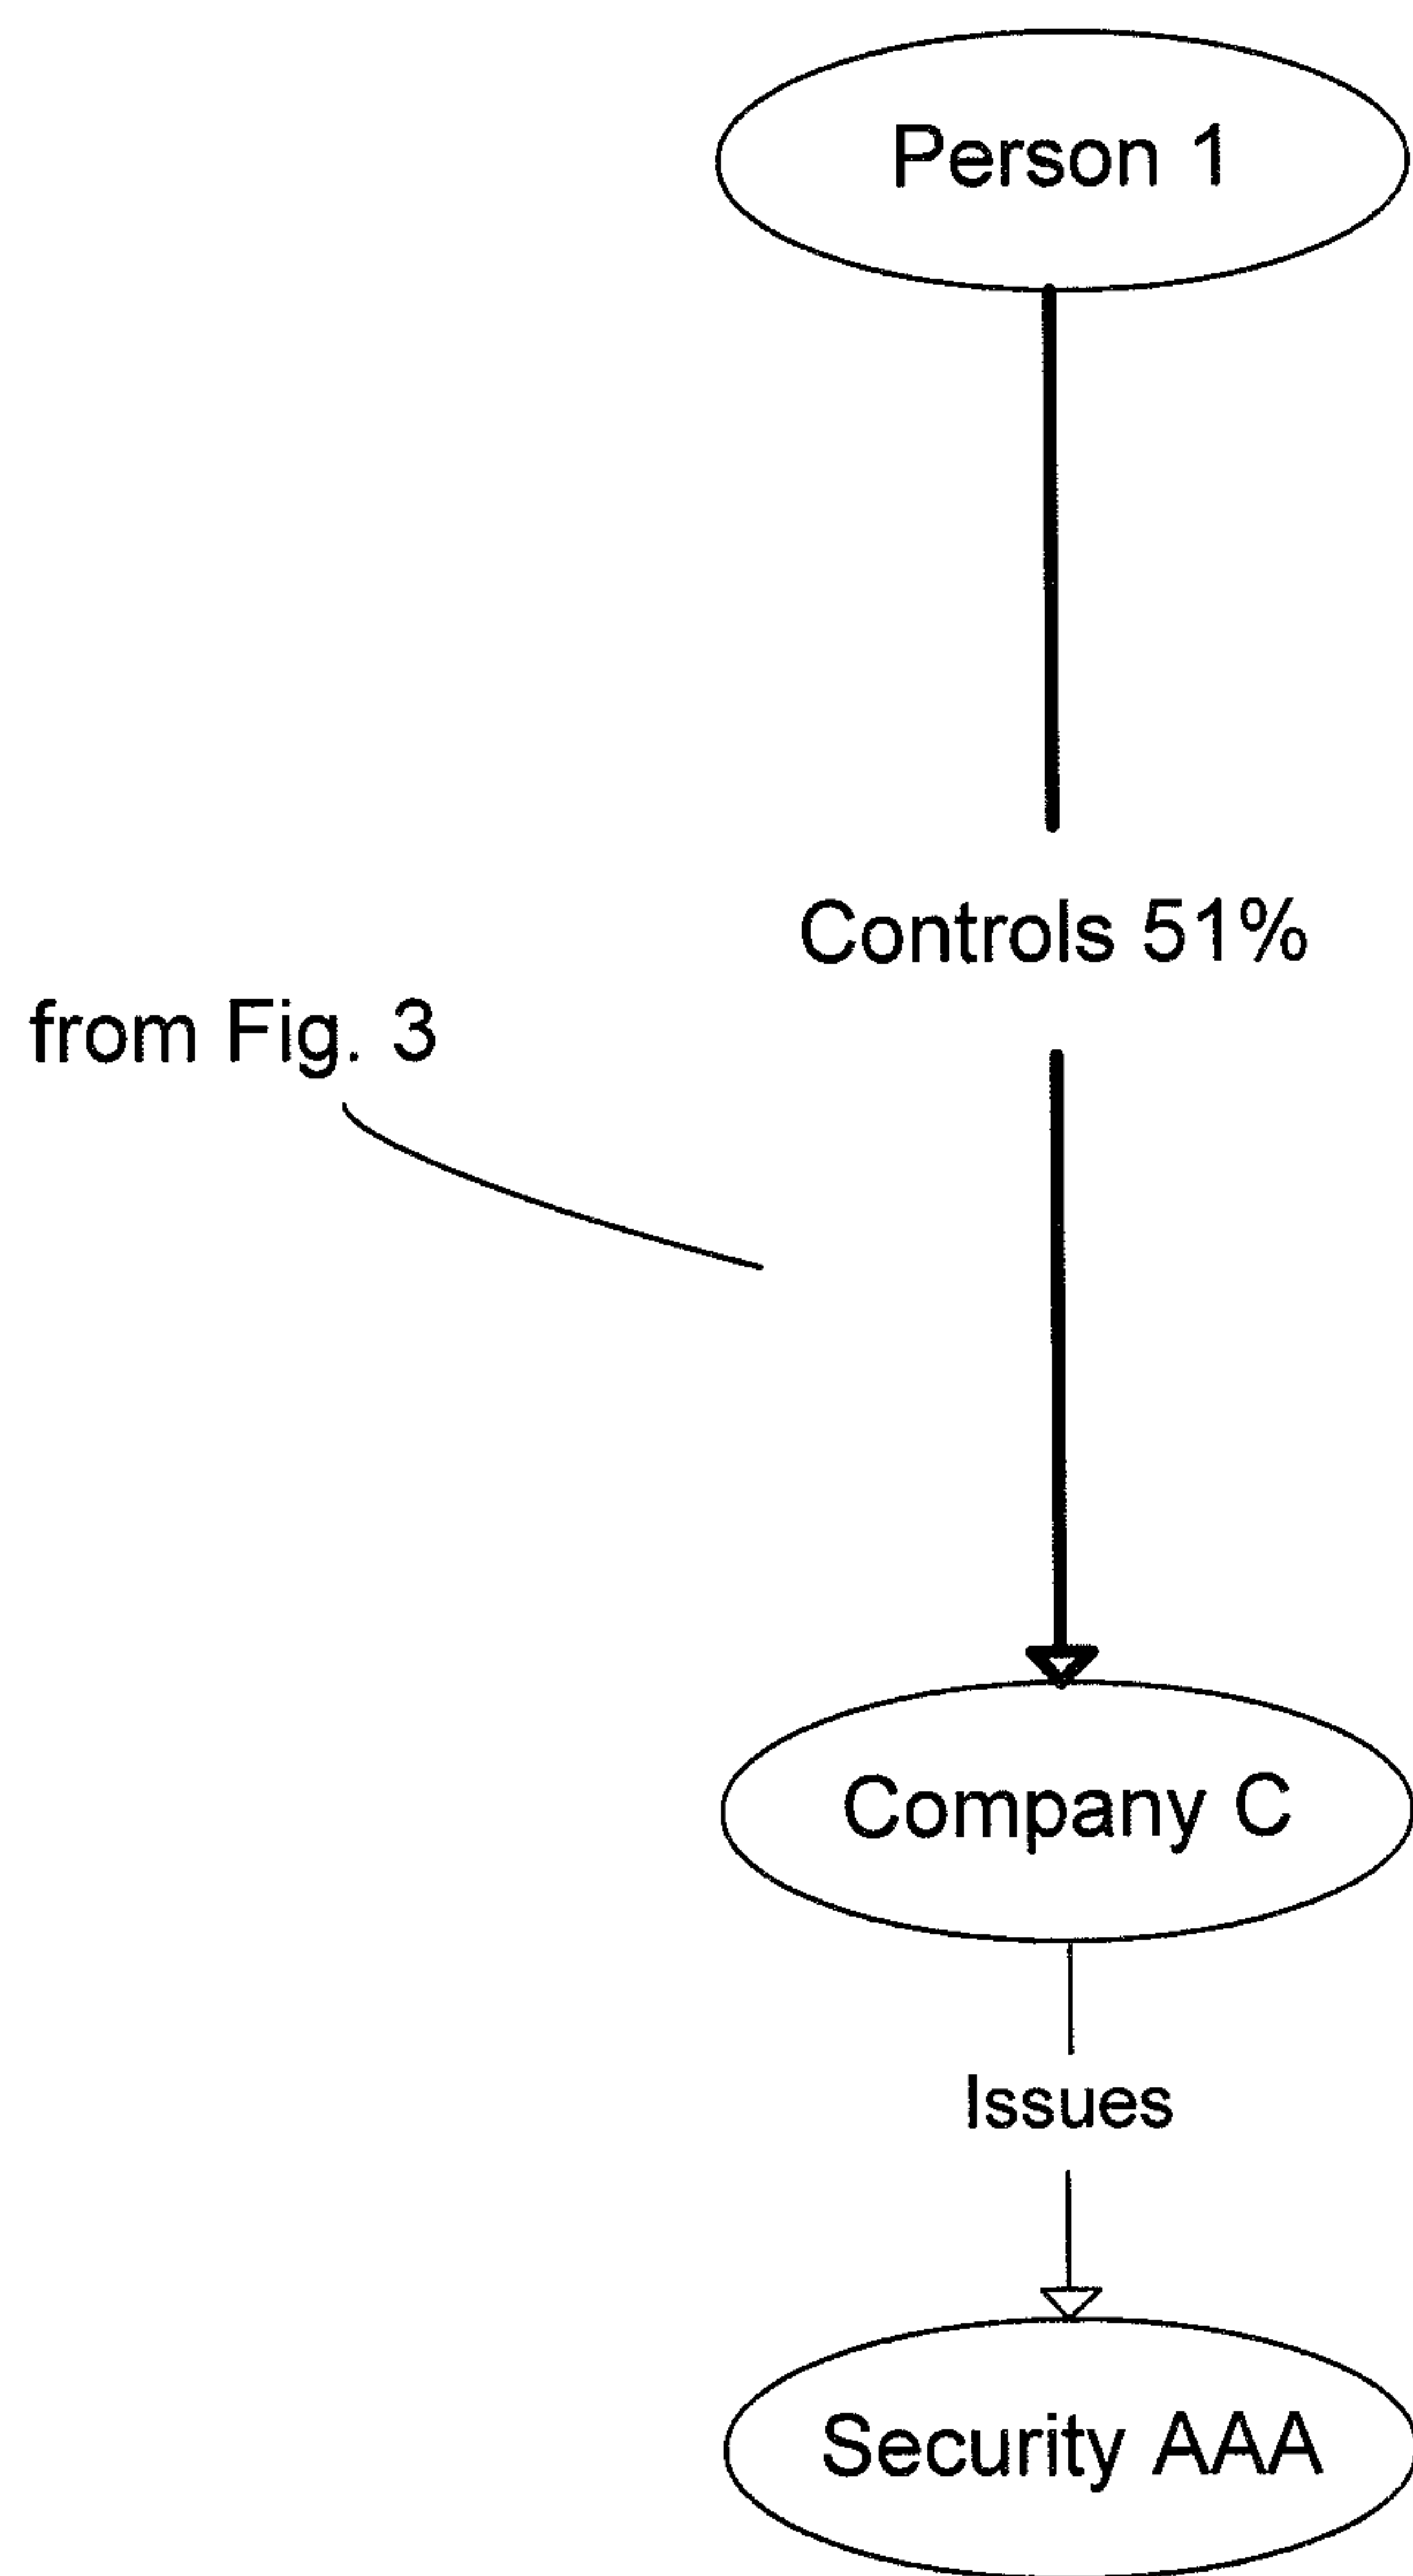 Person 1
Controls 51%
from Fig. 3
Company C
Issues
Security AAA